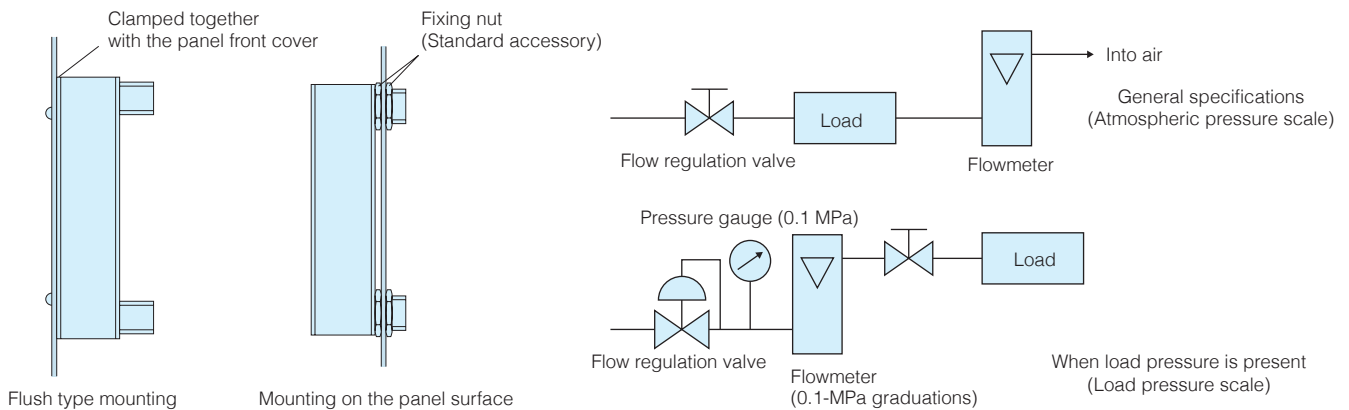 Clamped together
with the panel front cover
Fixing nut
(Standard accessory)
Flush type mounting
Mounting on the panel surface
Load
Into air
General specifications
(Atmospheric pressure scale)
Flow regulation valve
Flowmeter
Pressure gauge (0.1 MPa)
Load
Flow regulation valve
Flowmeter
(0.1-MPa graduations)
When load pressure is present
(Load pressure scale)